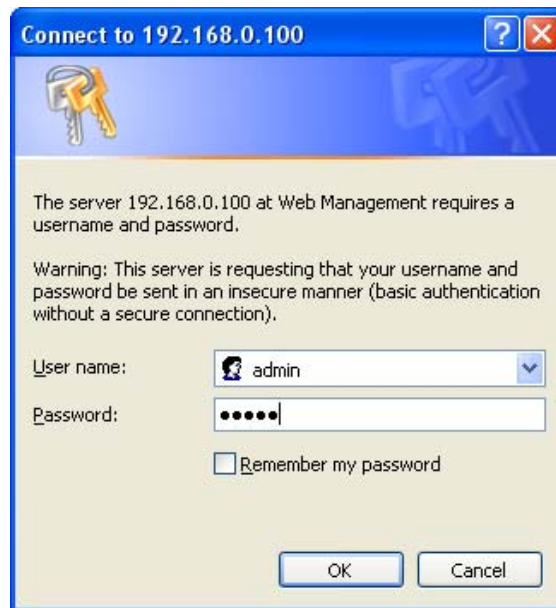 Connect to 192.168.0.100
The server 192.168.0.100 at Web Management requires a
username and password.
Warning: This server is requesting that your username and
password be sent in an insecure manner (basic authentication
without a secure connection).
User name:
admin
Password:
•••••
Remember my password
OK
Cancel